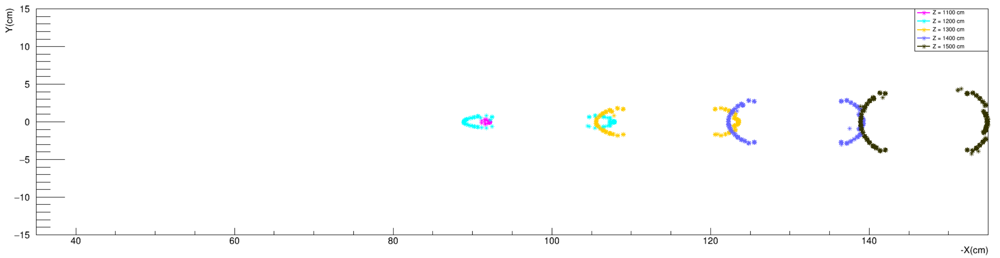 Y(cm)
15
10
5
0
−5
−10
−15
Z = 1100 cm
Z = 1200 cm
Z = 1300 cm
Z = 1400 cm
Z = 1500 cm
40 60 80 100 120 140
-X(cm)